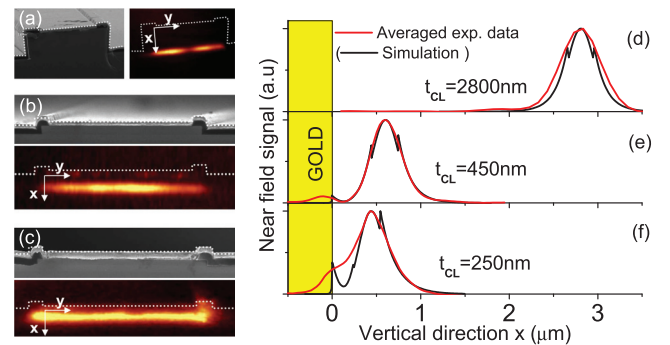 (a)
y
x
(b)
y
x
(c)
y
x
Near field signal (a.u)
GOLD
Averaged exp. data
( Simulation )
(d)
t_CL=2800nm
(e)
t_CL=450nm
(f)
t_CL=250nm
0 1 2 3
Vertical direction x (μm)